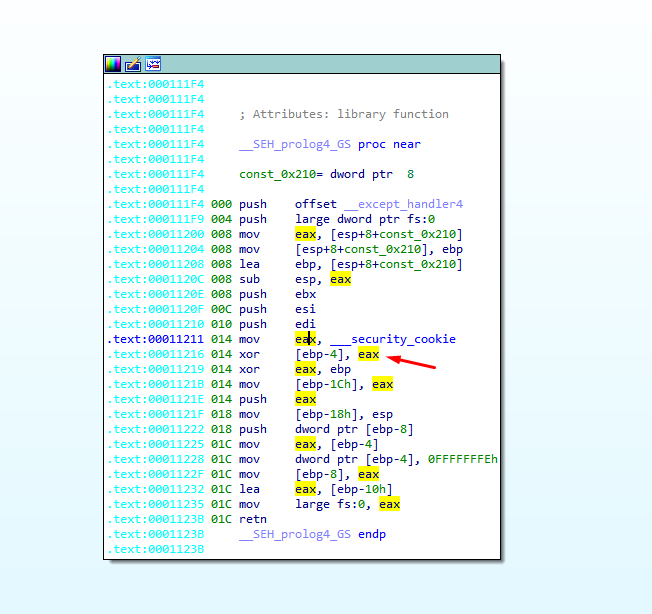 .text:000111F4
.text:000111F4
.text:000111F4 ; Attributes: library function
.text:000111F4
.text:000111F4 __SEH_prolog4_GS proc near
.text:000111F4
.text:000111F4 const_0x210= dword ptr 8
.text:000111F4
.text:000111F4 000 push offset __except_handler4
.text:000111F9 004 push large dword ptr fs:0
.text:00011200 008 mov eax, [esp+8+const_0x210]
.text:00011204 008 mov [esp+8+const_0x210], ebp
.text:00011208 008 lea ebp, [esp+8+const_0x210]
.text:0001120C 008 sub esp, eax
.text:0001120E 008 push ebx
.text:0001120F 00C push esi
.text:00011210 010 push edi
.text:00011211 014 mov eax, ___security_cookie
.text:00011216 014 xor [ebp-4], eax
.text:00011219 014 xor eax, ebp
.text:0001121B 014 mov [ebp-1Ch], eax
.text:0001121E 014 push eax
.text:0001121F 018 mov [ebp-18h], esp
.text:00011222 018 push dword ptr [ebp-8]
.text:00011225 01C mov eax, [ebp-4]
.text:00011228 01C mov dword ptr [ebp-4], 0FFFFFFFEh
.text:0001122F 01C mov [ebp-8], eax
.text:00011232 01C lea eax, [ebp-10h]
.text:00011235 01C mov large fs:0, eax
.text:0001123B 01C retn
.text:0001123B __SEH_prolog4_GS endp
.text:0001123B